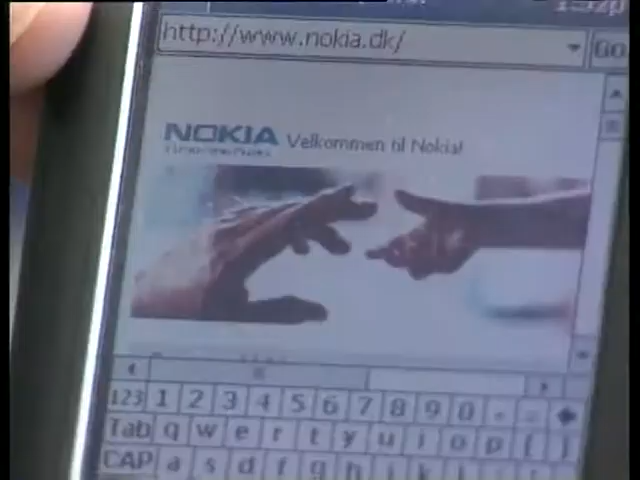 http://www.nokia.dk/
Go
NOKIA
Velkommen til Nokia!
123 1 2 3 4 5 6 7 8 9 0 - =
Tab q w e r t y u i o p [ ]
CAP a s d f g h j k l